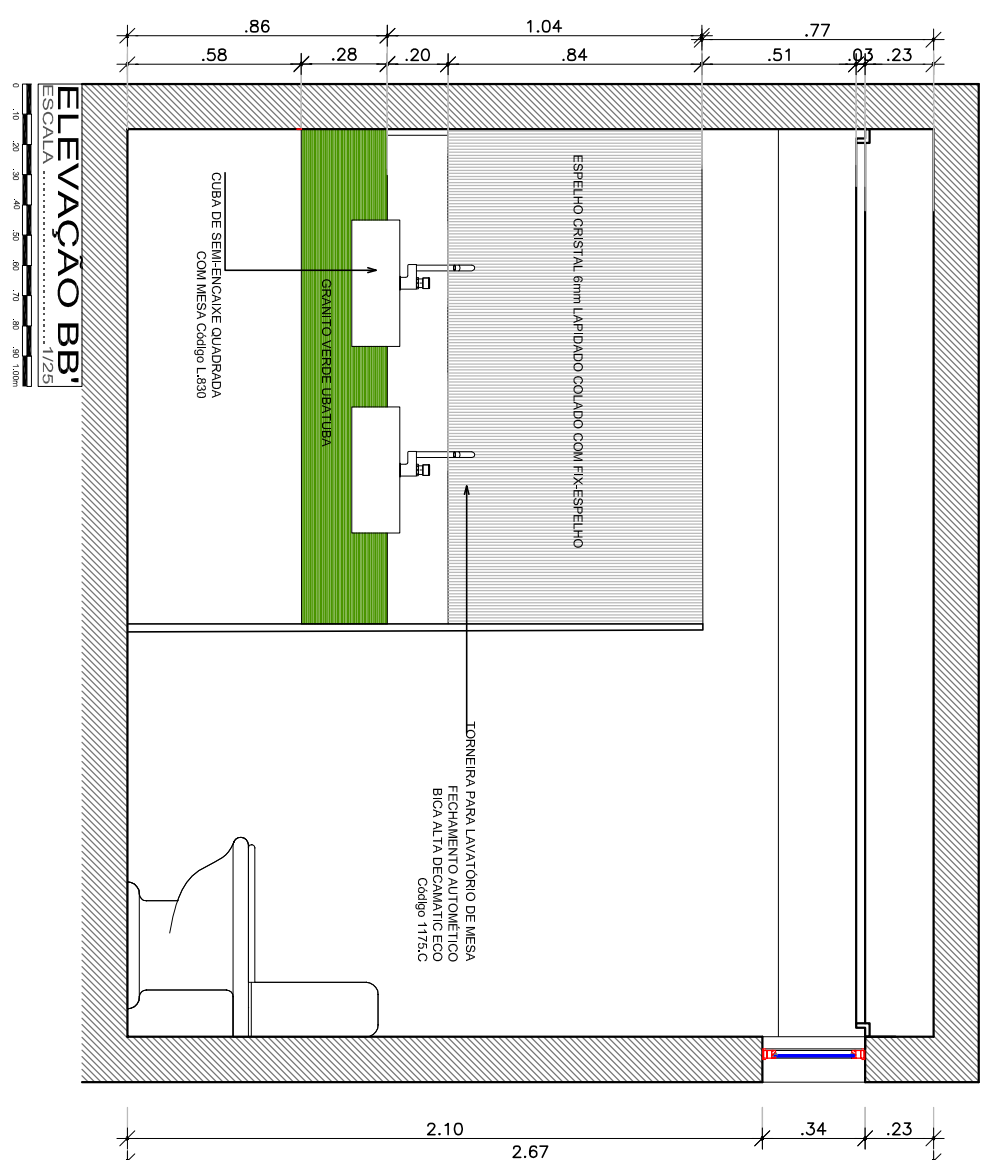 .86
1.04
.77
.58
.28
.20
.84
.51
.03
.23
ELEVAÇÃO BB'
ESCALA ........................ 1/25
0 .10 .20 .30 .40 .50 .60 .70 .80 .90 1.00m
CUBA DE SEMI-ENCAIXE QUADRADA
COM MESA Código L.830
GRANITO VERDE UBATUBA
ESPELHO CRISTAL 6mm LAPIDADO COLADO COM FIX-ESPELHO
TORNEIRA PARA LAVATÓRIO DE MESA
FECHAMENTO AUTOMÉTICO
BICA ALTA DECAMATIC ECO
Código 1175.C
2.10
.34
.23
2.67